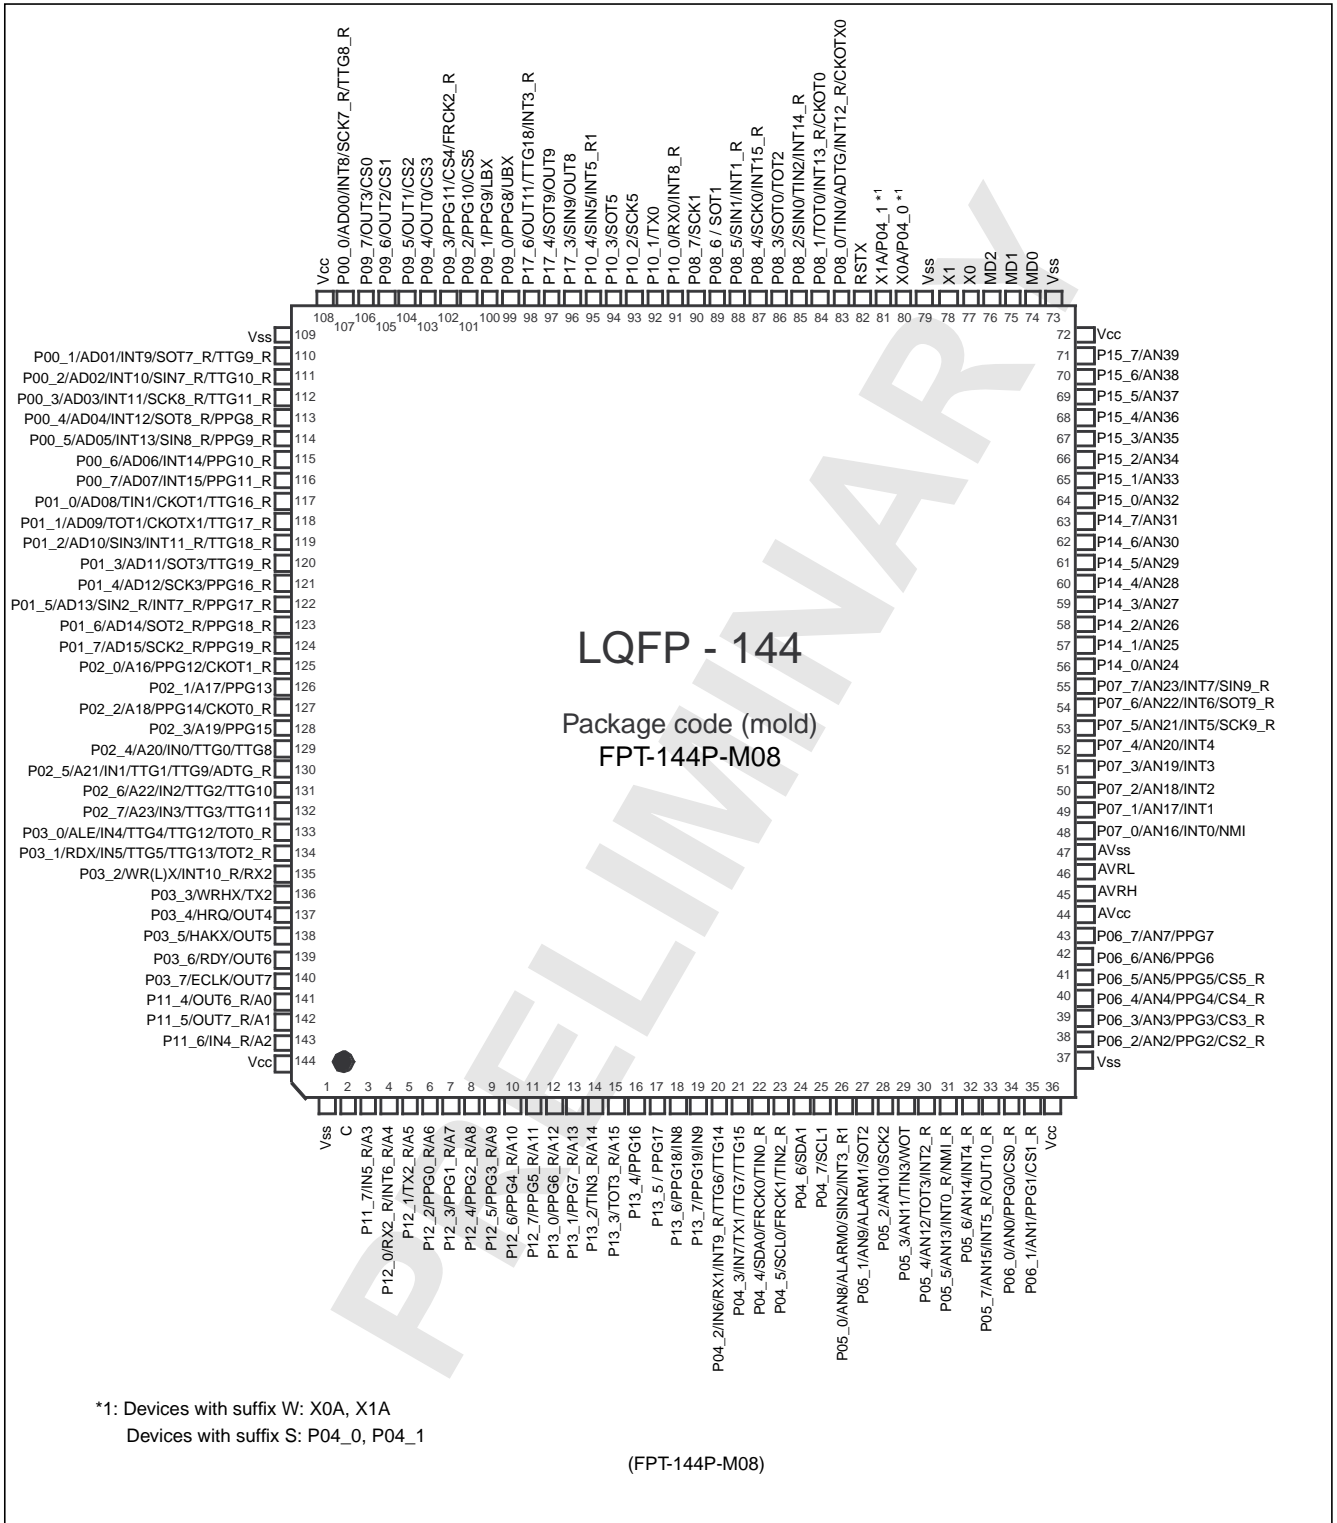 Vcc
P00_0/AD00/INT8/SCK7_R/TTG8_R
P09_7/OUT3/CS0
P09_6/OUT2/CS1
P09_5/OUT1/CS2
P09_4/OUT0/CS3
P09_3/PPG11/CS4/FRCK2_R
P09_2/PPG10/CS5
P09_1/PPG9/LBX
P09_0/PPG8/UBX
P17_6/OUT11/TTG18/INT3_R
P17_4/SOT9/OUT9
P17_3/SIN9/OUT8
P10_4/SIN5/INT5_R1
P10_3/SOT5
P10_2/SCK5
P10_1/TX0
P10_0/RX0/INT8_R
P08_7/SCK1
P08_6 / SOT1
P08_5/SIN1/INT1_R
P08_4/SCK0/INT15_R
P08_3/SOT0/TOT2
P08_2/SIN0/TIN2/INT14_R
P08_1/TOT0/INT13_R/CKOT0
P08_0/TIN0/ADTG/INT12_R/CKOTX0
RSTX
X1A/P04_1 *1
X0A/P04_0 *1
Vss
X1
X0
MD2
MD1
MD0
Vss
108 107 106 105 104 103 102 101 100 99 98 97 96 95 94 93 92 91 90 89 88 87 86 85 84 83 82 81 80 79 78 77 76 75 74 73
Vss 109
P00_1/AD01/INT9/SOT7_R/TTG9_R 110
P00_2/AD02/INT10/SIN7_R/TTG10_R 111
P00_3/AD03/INT11/SCK8_R/TTG11_R 112
P00_4/AD04/INT12/SOT8_R/PPG8_R 113
P00_5/AD05/INT13/SIN8_R/PPG9_R 114
P00_6/AD06/INT14/PPG10_R 115
P00_7/AD07/INT15/PPG11_R 116
P01_0/AD08/TIN1/CKOT1/TTG16_R 117
P01_1/AD09/TOT1/CKOTX1/TTG17_R 118
P01_2/AD10/SIN3/INT11_R/TTG18_R 119
P01_3/AD11/SOT3/TTG19_R 120
P01_4/AD12/SCK3/PPG16_R 121
P01_5/AD13/SIN2_R/INT7_R/PPG17_R 122
P01_6/AD14/SOT2_R/PPG18_R 123
P01_7/AD15/SCK2_R/PPG19_R 124
P02_0/A16/PPG12/CKOT1_R 125
P02_1/A17/PPG13 126
P02_2/A18/PPG14/CKOT0_R 127
P02_3/A19/PPG15 128
P02_4/A20/IN0/TTG0/TTG8 129
P02_5/A21/IN1/TTG1/TTG9/ADTG_R 130
P02_6/A22/IN2/TTG2/TTG10 131
P02_7/A23/IN3/TTG3/TTG11 132
P03_0/ALE/IN4/TTG4/TTG12/TOT0_R 133
P03_1/RDX/IN5/TTG5/TTG13/TOT2_R 134
P03_2/WR(L)X/INT10_R/RX2 135
P03_3/WRHX/TX2 136
P03_4/HRQ/OUT4 137
P03_5/HAKX/OUT5 138
P03_6/RDY/OUT6 139
P03_7/ECLK/OUT7 140
P11_4/OUT6_R/A0 141
P11_5/OUT7_R/A1 142
P11_6/IN4_R/A2 143
Vcc 144
LQFP - 144
Package code (mold)
FPT-144P-M08
PRELIMINARY
72 Vcc
71 P15_7/AN39
70 P15_6/AN38
69 P15_5/AN37
68 P15_4/AN36
67 P15_3/AN35
66 P15_2/AN34
65 P15_1/AN33
64 P15_0/AN32
63 P14_7/AN31
62 P14_6/AN30
61 P14_5/AN29
60 P14_4/AN28
59 P14_3/AN27
58 P14_2/AN26
57 P14_1/AN25
56 P14_0/AN24
55 P07_7/AN23/INT7/SIN9_R
54 P07_6/AN22/INT6/SOT9_R
53 P07_5/AN21/INT5/SCK9_R
52 P07_4/AN20/INT4
51 P07_3/AN19/INT3
50 P07_2/AN18/INT2
49 P07_1/AN17/INT1
48 P07_0/AN16/INT0/NMI
47 AVss
46 AVRL
45 AVRH
44 AVcc
43 P06_7/AN7/PPG7
42 P06_6/AN6/PPG6
41 P06_5/AN5/PPG5/CS5_R
40 P06_4/AN4/PPG4/CS4_R
39 P06_3/AN3/PPG3/CS3_R
38 P06_2/AN2/PPG2/CS2_R
37 Vss
1 2 3 4 5 6 7 8 9 10 11 12 13 14 15 16 17 18 19 20 21 22 23 24 25 26 27 28 29 30 31 32 33 34 35 36
Vss
C
P11_7/IN5_R/A3
P12_0/RX2_R/INT6_R/A4
P12_1/TX2_R/A5
P12_2/PPG0_R/A6
P12_3/PPG1_R/A7
P12_4/PPG2_R/A8
P12_5/PPG3_R/A9
P12_6/PPG4_R/A10
P12_7/PPG5_R/A11
P13_0/PPG6_R/A12
P13_1/PPG7_R/A13
P13_2/TIN3_R/A14
P13_3/TOT3_R/A15
P13_4/PPG16
P13_5 / PPG17
P13_6/PPG18/IN8
P13_7/PPG19/IN9
P04_2/IN6/RX1/INT9_R/TTG6/TTG14
P04_3/IN7/TX1/TTG7/TTG15
P04_4/SDA0/FRCK0/TIN0_R
P04_5/SCL0/FRCK1/TIN2_R
P04_6/SDA1
P04_7/SCL1
P05_0/AN8/ALARM0/SIN2/INT3_R1
P05_1/AN9/ALARM1/SOT2
P05_2/AN10/SCK2
P05_3/AN11/TIN3/WOT
P05_4/AN12/TOT3/INT2_R
P05_5/AN13/INT0_R/NMI_R
P05_6/AN14/INT4_R
P05_7/AN15/INT5_R/OUT10_R
P06_0/AN0/PPG0/CS0_R
P06_1/AN1/PPG1/CS1_R
Vcc
*1: Devices with suffix W: X0A, X1A
Devices with suffix S: P04_0, P04_1
(FPT-144P-M08)